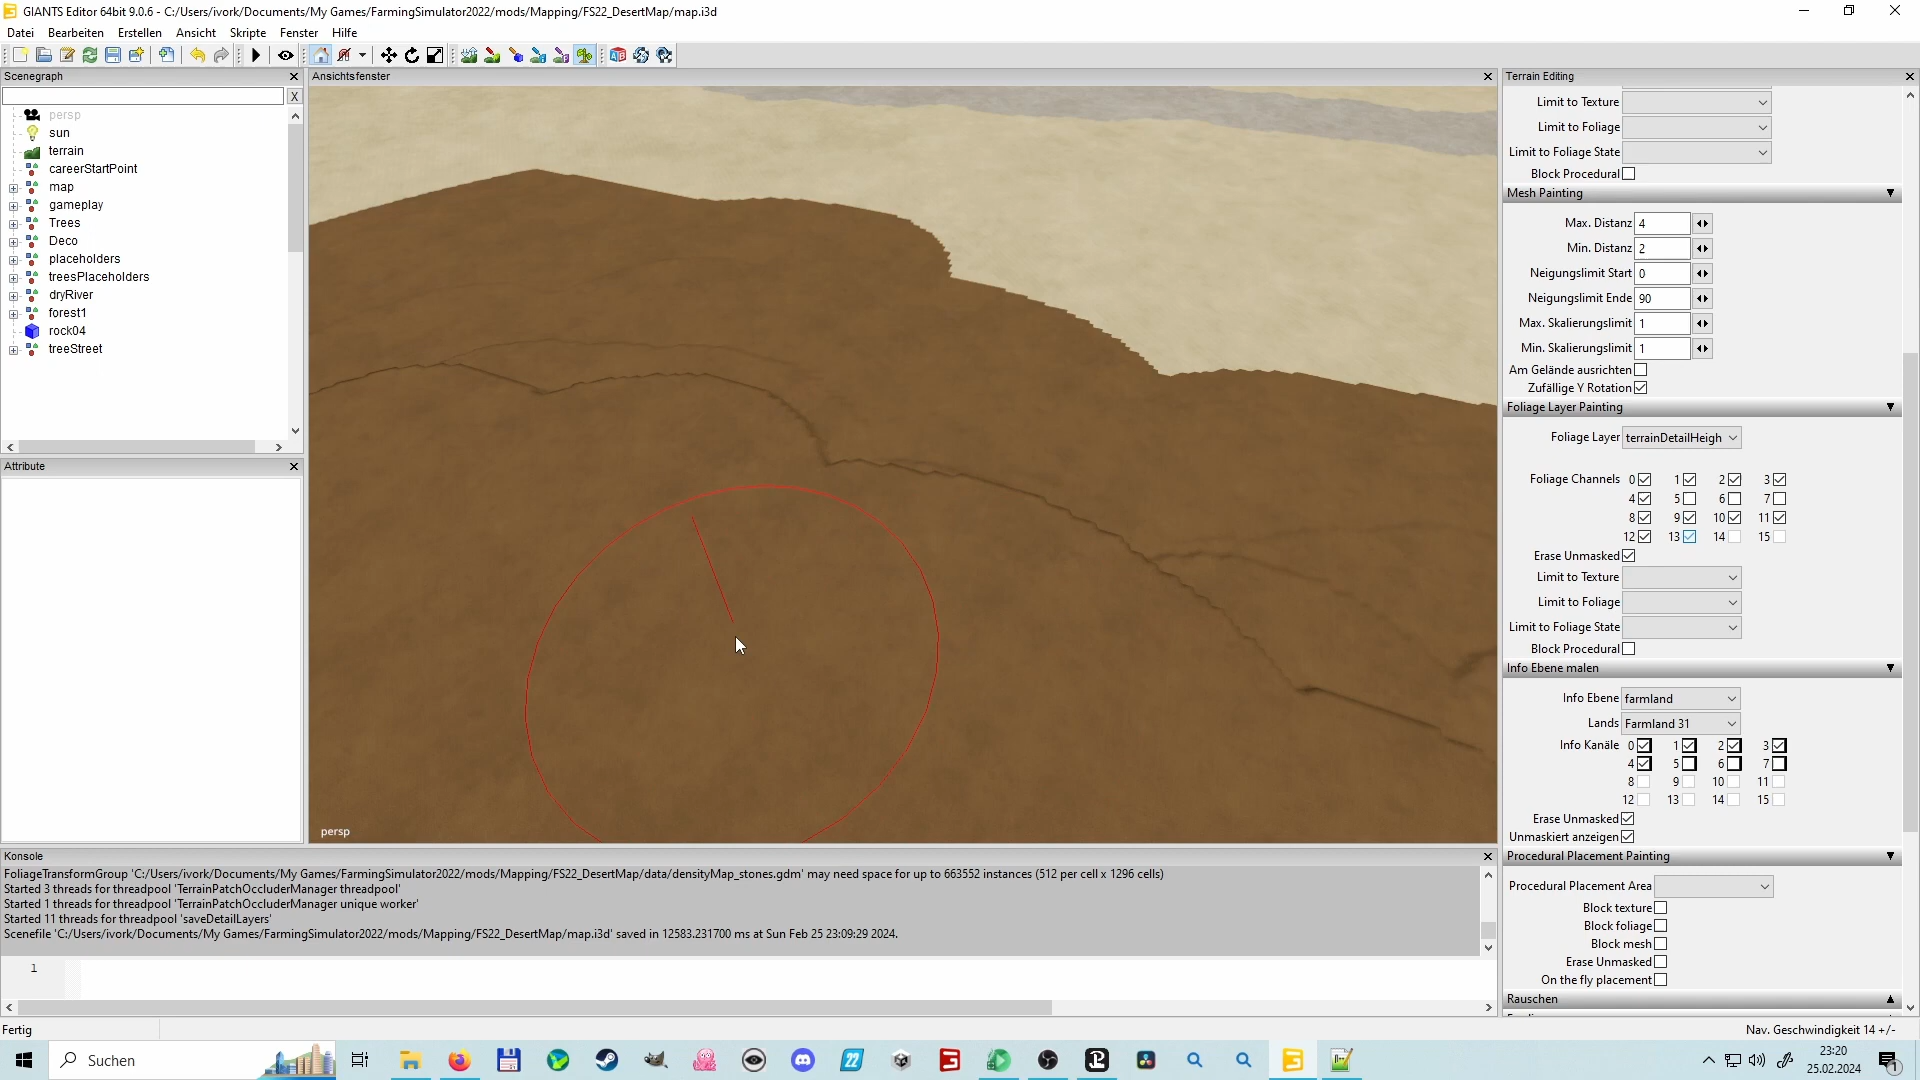 GIANTS Editor 64bit 9.0.6 - C:/Users/ivork/Documents/My Games/FarmingSimulator2022/mods/Mapping/FS22_DesertMap/map.i3d
Datei Bearbeiten Erstellen Ansicht Skripte Fenster Hilfe
Scenegraph
X
persp
sun
terrain
careerStartPoint
map
gameplay
Trees
Deco
placeholders
treesPlaceholders
dryRiver
forest1
rock04
treeStreet
Attribute
Ansichtsfenster
persp
Terrain Editing
Limit to Texture
Limit to Foliage
Limit to Foliage State
Block Procedural
Mesh Painting
Max. Distanz 4
Min. Distanz 2
Neigungslimit Start 0
Neigungslimit Ende 90
Max. Skalierungslimit 1
Min. Skalierungslimit 1
Am Gelände ausrichten
Zufällige Y Rotation
Foliage Layer Painting
Foliage Layer terrainDetailHeigh
Foliage Channels 0 1 2 3
4 5 6 7
8 9 10 11
12 13 14 15
Erase Unmasked
Limit to Texture
Limit to Foliage
Limit to Foliage State
Block Procedural
Info Ebene malen
Info Ebene farmland
Lands Farmland 31
Info Kanäle 0 1 2 3
4 5 6 7
8 9 10 11
12 13 14 15
Erase Unmasked
Unmaskiert anzeigen
Procedural Placement Painting
Procedural Placement Area
Block texture
Block foliage
Block mesh
Erase Unmasked
On the fly placement
Rauschen
Konsole
FoliageTransformGroup 'C:/Users/ivork/Documents/My Games/FarmingSimulator2022/mods/Mapping/FS22_DesertMap/data/densityMap_stones.gdm' may need space for up to 663552 instances (512 per cell x 1296 cells)
Started 3 threads for threadpool 'TerrainPatchOccluderManager threadpool'
Started 1 threads for threadpool 'TerrainPatchOccluderManager unique worker'
Started 11 threads for threadpool 'saveDetailLayers'
Scenefile 'C:/Users/ivork/Documents/My Games/FarmingSimulator2022/mods/Mapping/FS22_DesertMap/map.i3d' saved in 12583.231700 ms at Sun Feb 25 23:09:29 2024.
1
Fertig
Nav. Geschwindigkeit 14 +/-
Suchen
22
23:20
25.02.2024
1